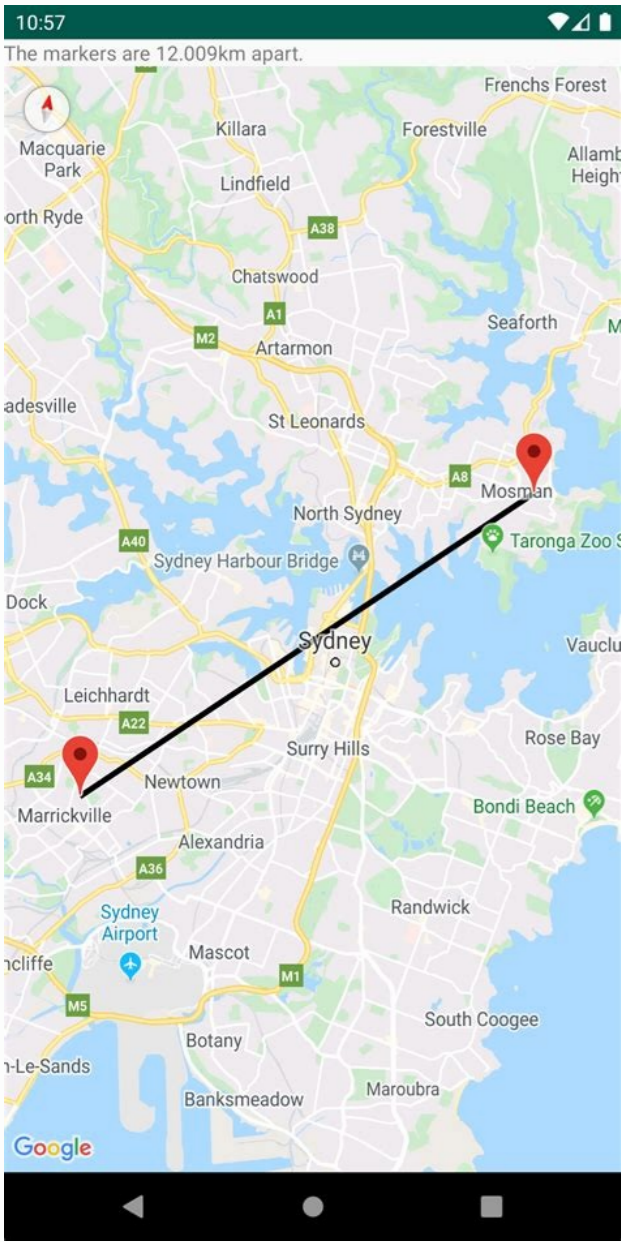 10:57
The markers are 12.009km apart.
Frenchs Forest
Killara
Forestville
Macquarie
Park
Allamb
Heigh
Lindfield
orth Ryde
A38
Chatswood
A1
Seaforth
M
M2
Artarmon
adesville
St Leonards
A8
Mosman
North Sydney
A40
Taronga Zoo S
Sydney Harbour Bridge
Dock
Sydney
Vauclu
Leichhardt
A22
Rose Bay
Surry Hills
A34
Newtown
Bondi Beach
Marrickville
Alexandria
A36
Randwick
Sydney
Airport
Mascot
ncliffe
M1
M5
South Coogee
Botany
n-Le-Sands
Maroubra
Banksmeadow
Google